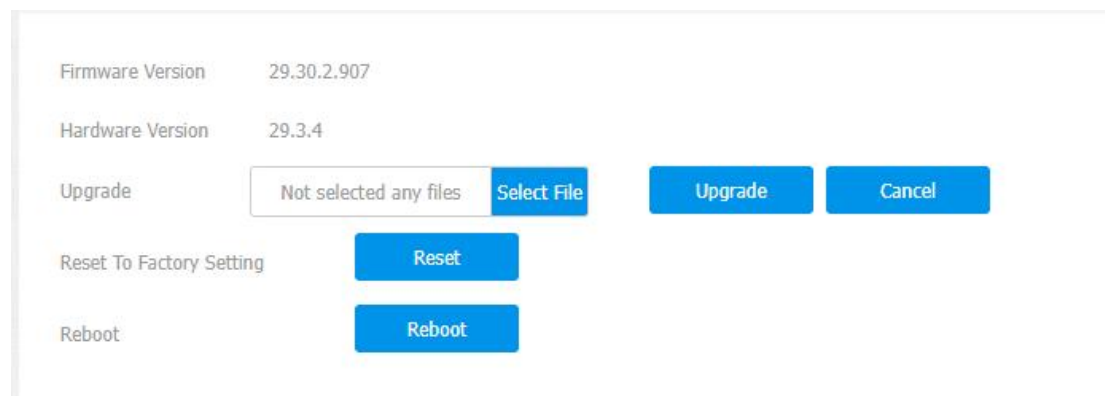 Firmware Version 29.30.2.907
Hardware Version 29.3.4
Upgrade Not selected any files Select File Upgrade Cancel
Reset To Factory Setting Reset
Reboot Reboot